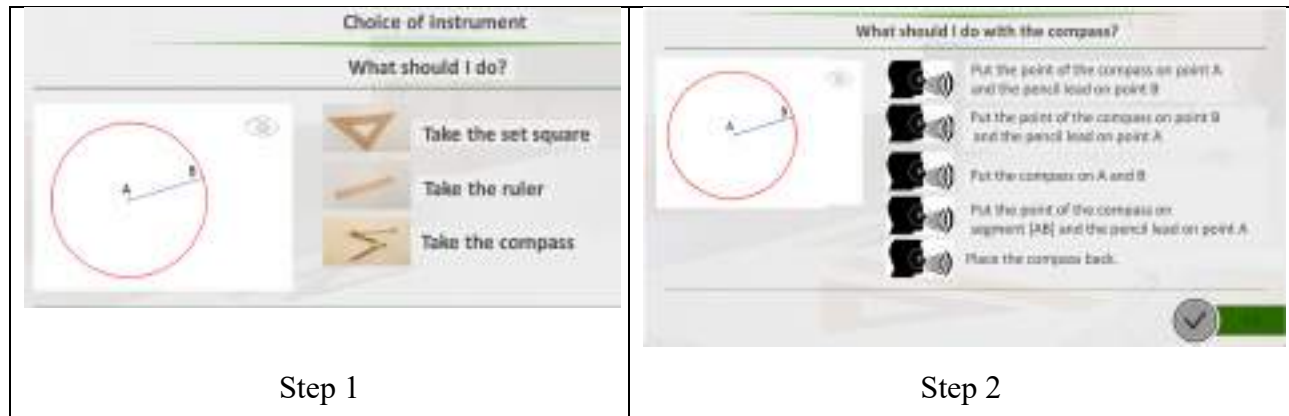 Choice of instrument
What should I do?
A
B
Take the set square
Take the ruler
Take the compass
Step 1
What should I do with the compass?
A
B
Put the point of the compass on point A
and the pencil lead on point B
Put the point of the compass on point B
and the pencil lead on point A
Put the compass on A and B
Put the point of the compass on
segment [AB] and the pencil lead on point A
Place the compass back.
Step 2